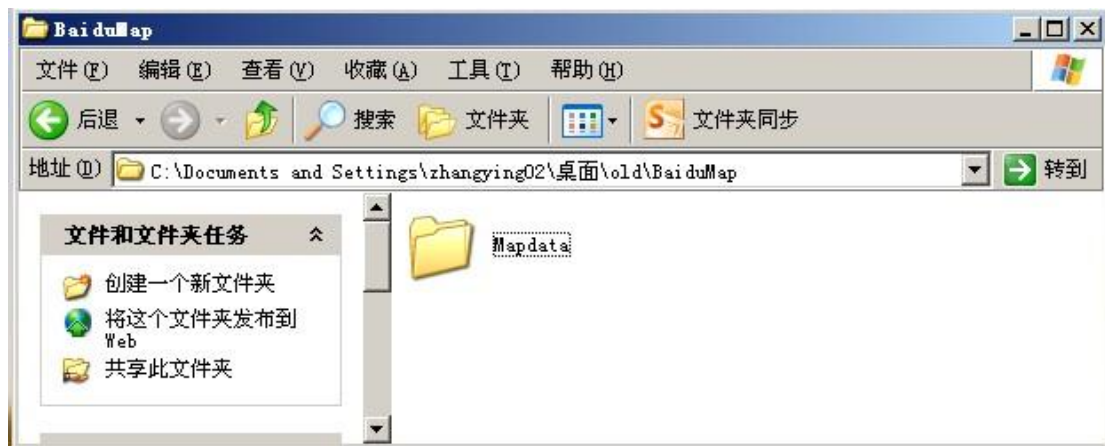 BaiduMap
文件(F) 编辑(E) 查看(V) 收藏(A) 工具(T) 帮助(H)
后退 搜索 文件夹 S 文件夹同步
地址(D) C:\Documents and Settings\zhangying02\桌面\old\BaiduMap 转到
文件和文件夹任务
创建一个新文件夹
将这个文件夹发布到
Web
共享此文件夹
Mapdata